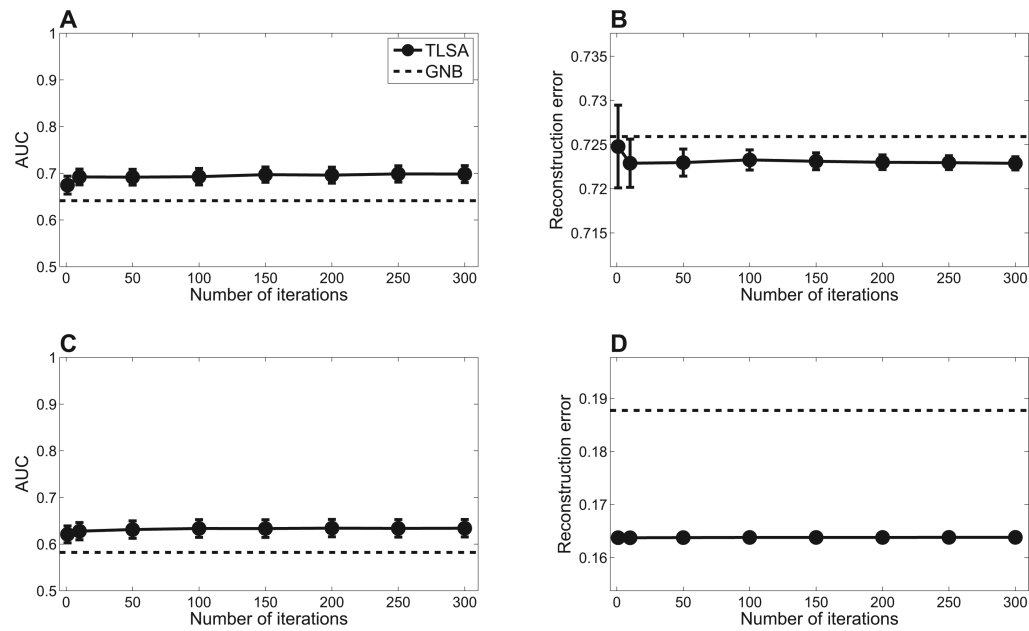 A
AUC
1
0.9
0.8
0.7
0.6
0.5
0 50 100 150 200 250 300
Number of iterations
TLSA
GNB
B
Reconstruction error
0.735
0.73
0.725
0.72
0.715
0 50 100 150 200 250 300
Number of iterations
C
AUC
1
0.9
0.8
0.7
0.6
0.5
0 50 100 150 200 250 300
Number of iterations
D
Reconstruction error
0.19
0.18
0.17
0.16
0 50 100 150 200 250 300
Number of iterations